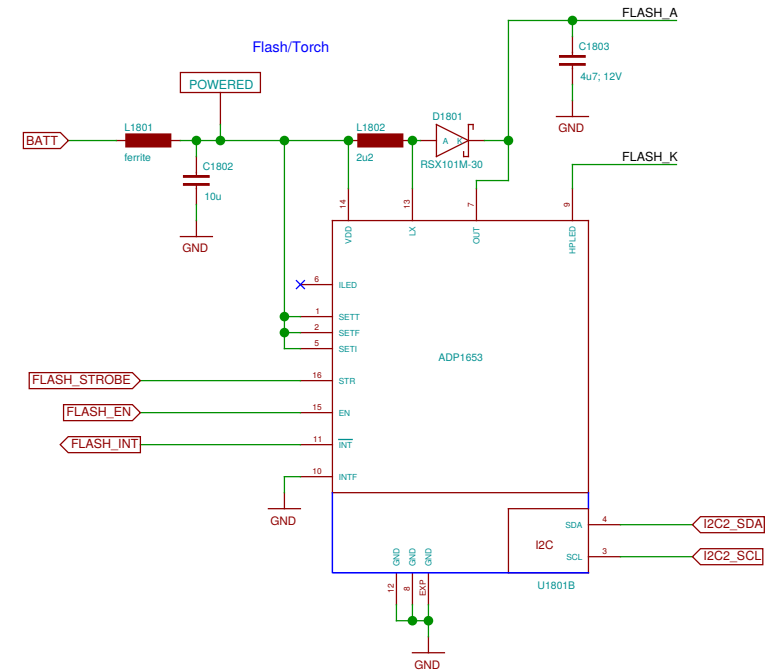 FLASH_A
Flash/Torch
C1803
4u7; 12V
POWERED
GND
L1801
L1802
D1801
BATT
A K
ferrite
2u2
RSX101M-30
FLASH_K
C1802
10u
GND
14
13
7
9
VDD
LX
OUT
HPLED
6 ILED
1 SETT
2 SETF
5 SETI
ADP1653
FLASH_STROBE 16 STR
FLASH_EN 15 EN
FLASH_INT 11 INT
10 INTF
GND
SDA 4 I2C2_SDA
I2C
SCL 3 I2C2_SCL
GND
GND
GND
12
8
EXP
U1801B
GND